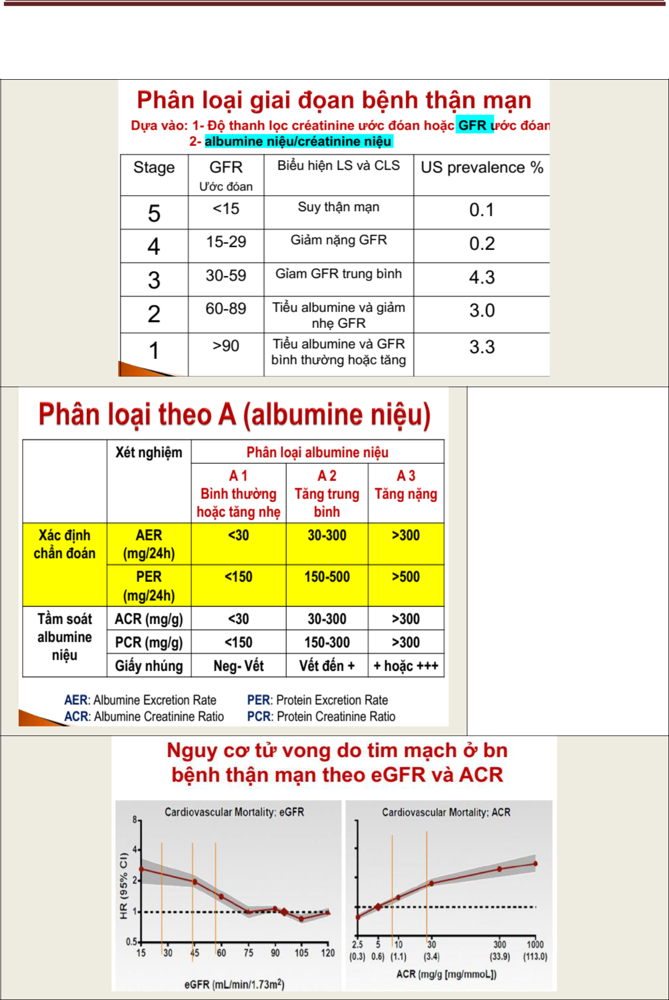 Phân loại giai đọan bệnh thận mạn
Dựa vào: 1- Độ thanh lọc créatinine ước đóan hoặc GFR ước đóan
2- albumine niệu/créatinine niệu
Stage GFR Biểu hiện LS và CLS US prevalence %
Ước đóan
5 <15 Suy thận mạn 0.1
4 15-29 Giảm nặng GFR 0.2
3 30-59 Gỉam GFR trung bình 4.3
2 60-89 Tiểu albumine và giảm 3.0
nhẹ GFR
1 >90 Tiểu albumine và GFR 3.3
bình thường hoặc tăng
Phân loại theo A (albumine niệu)
Xét nghiệm Phân loại albumine niệu
A 1 A 2 A 3
Bình thường Tăng trung Tăng nặng
hoặc tăng nhẹ bình
Xác định AER <30 30-300 >300
chẩn đoán (mg/24h)
PER <150 150-500 >500
(mg/24h)
Tầm soát ACR (mg/g) <30 30-300 >300
albumine PCR (mg/g) <150 150-300 >300
niệu
Giấy nhúng Neg- Vết Vết đến + + hoặc +++
AER: Albumine Excretion Rate PER: Protein Excretion Rate
ACR: Albumine Creatinine Ratio PCR: Protein Creatinine Ratio
Nguy cơ tử vong do tim mạch ở bn
bệnh thận mạn theo eGFR và ACR
Cardiovascular Mortality; eGFR
8
4
2
1
0.5
HR (95% CI)
15 30 45 60 75 90 105 120
eGFR (mL/min/1.73m²)
Cardiovascular Mortality; ACR
2.5 5 10 30 300 1000
(0.3) 0.6) (1.1) (3.4) (33.9) (113.0)
ACR (mg/g [mg/mmoL])